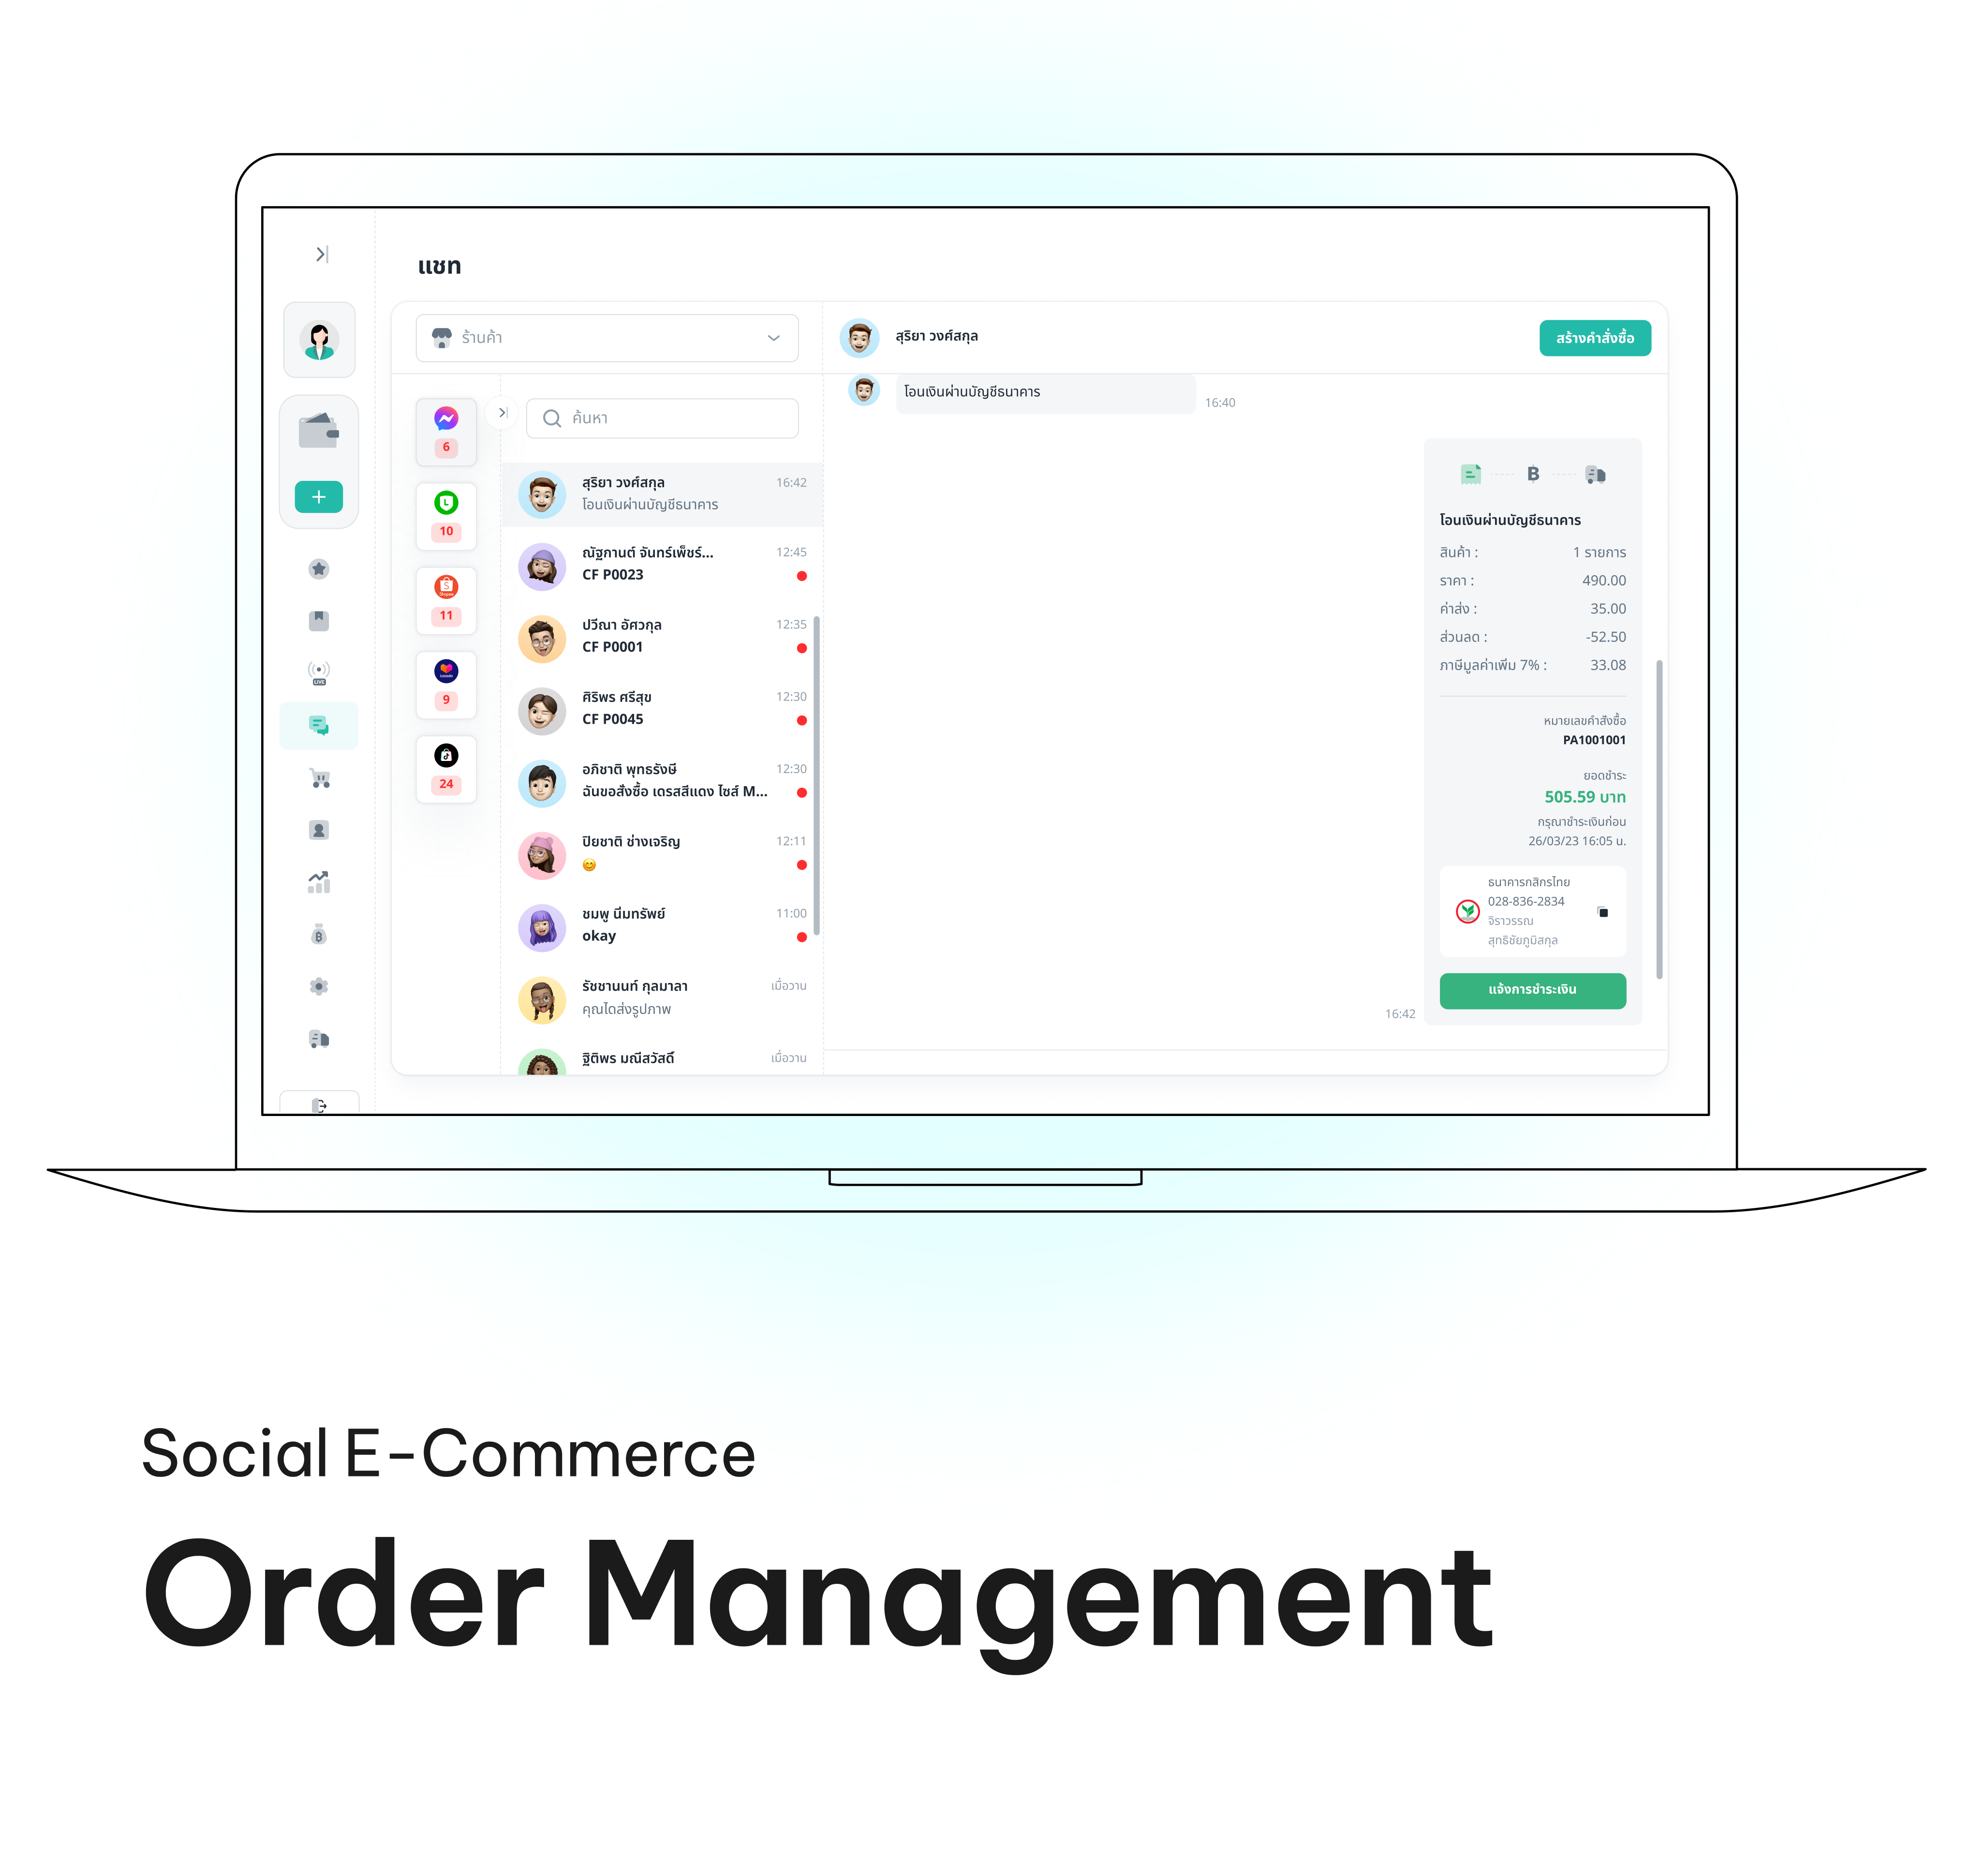 แชท
ร้านค้า
สุริยา วงศ์สกุล
สร้างคำสั่งซื้อ
6
10
11
9
24
LIVE
ค้นหา
สุริยา วงศ์สกุล 16:42
โอนเงินผ่านบัญชีธนาคาร
ณัฐกานต์ จันทร์เพ็ชร์... 12:45
CF P0023
ปวีณา อัศวกุล 12:35
CF P0001
ศิริพร ศรีสุข 12:30
CF P0045
อภิชาติ พุทธรังษี 12:30
ฉันขอสั่งซื้อ เดรสสีแดง ไซส์ M...
ปิยชาติ ช่างเจริญ 12:11
😊
ชมพู นิ่มทรัพย์ 11:00
okay
รัชชานนท์ กุลมาลา เมื่อวาน
คุณได้ส่งรูปภาพ
ฐิติพร มณีสวัสดิ์ เมื่อวาน
โอนเงินผ่านบัญชีธนาคาร
16:40
โอนเงินผ่านบัญชีธนาคาร
สินค้า : 1 รายการ
ราคา : 490.00
ค่าส่ง : 35.00
ส่วนลด : -52.50
ภาษีมูลค่าเพิ่ม 7% : 33.08
หมายเลขคำสั่งซื้อ
PA1001001
ยอดชำระ
505.59 บาท
กรุณาชำระเงินก่อน
26/03/23 16:05 น.
ธนาคารกสิกรไทย
028-836-2834
จิราวรรณ
สุทธิชัยภูมิสกุล
แจ้งการชำระเงิน
16:42
Social E-Commerce
Order Management